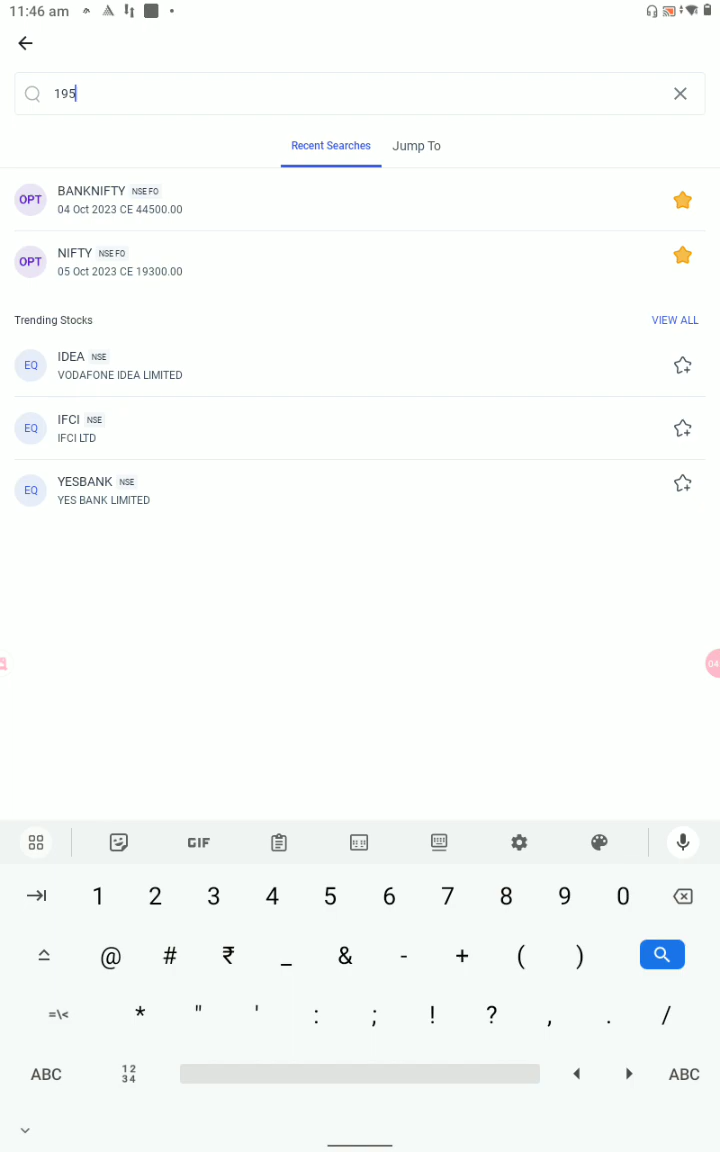 11:46 am
195
Recent Searches Jump To
OPT BANKNIFTY NSE FO
04 Oct 2023 CE 44500.00
OPT NIFTY NSE FO
05 Oct 2023 CE 19300.00
Trending Stocks VIEW ALL
EQ IDEA NSE
VODAFONE IDEA LIMITED
EQ IFCI NSE
IFCI LTD
EQ YESBANK NSE
YES BANK LIMITED
04
GIF
1 2 3 4 5 6 7 8 9 0
@ # ₹ _ & - + ( )
=\< * " ' : ; ! ? , . /
ABC 12 34 ABC